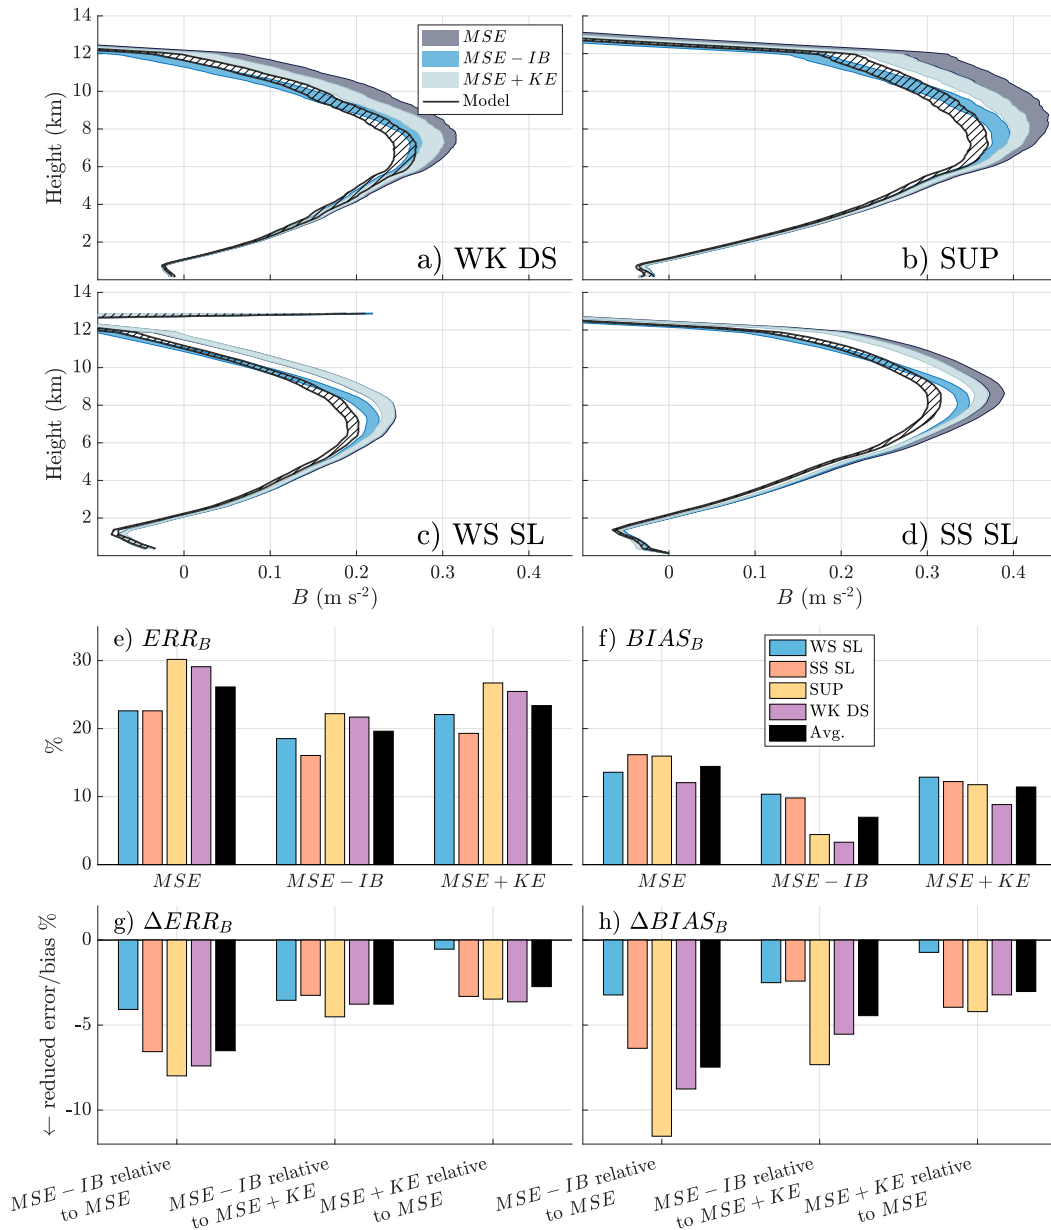 14
12
10
8
6
4
2
Height (km)
MSE
MSE − IB
MSE + KE
Model
a) WK DS
b) SUP
14
12
10
8
6
4
2
Height (km)
c) WS SL
d) SS SL
0 0.1 0.2 0.3 0.4
B (m s-2)
0 0.1 0.2 0.3 0.4
B (m s-2)
e) ERR_B
30
20
10
0
%
MSE MSE − IB MSE + KE
f) BIAS_B
WS SL
SS SL
SUP
WK DS
Avg.
MSE MSE − IB MSE + KE
g) ΔERR_B
0
-5
-10
← reduced error/bias %
h) ΔBIAS_B
MSE − IB relative
to MSE
MSE − IB relative
to MSE + KE
MSE + KE relative
to MSE
MSE − IB relative
to MSE
MSE − IB relative
to MSE + KE
MSE + KE relative
to MSE